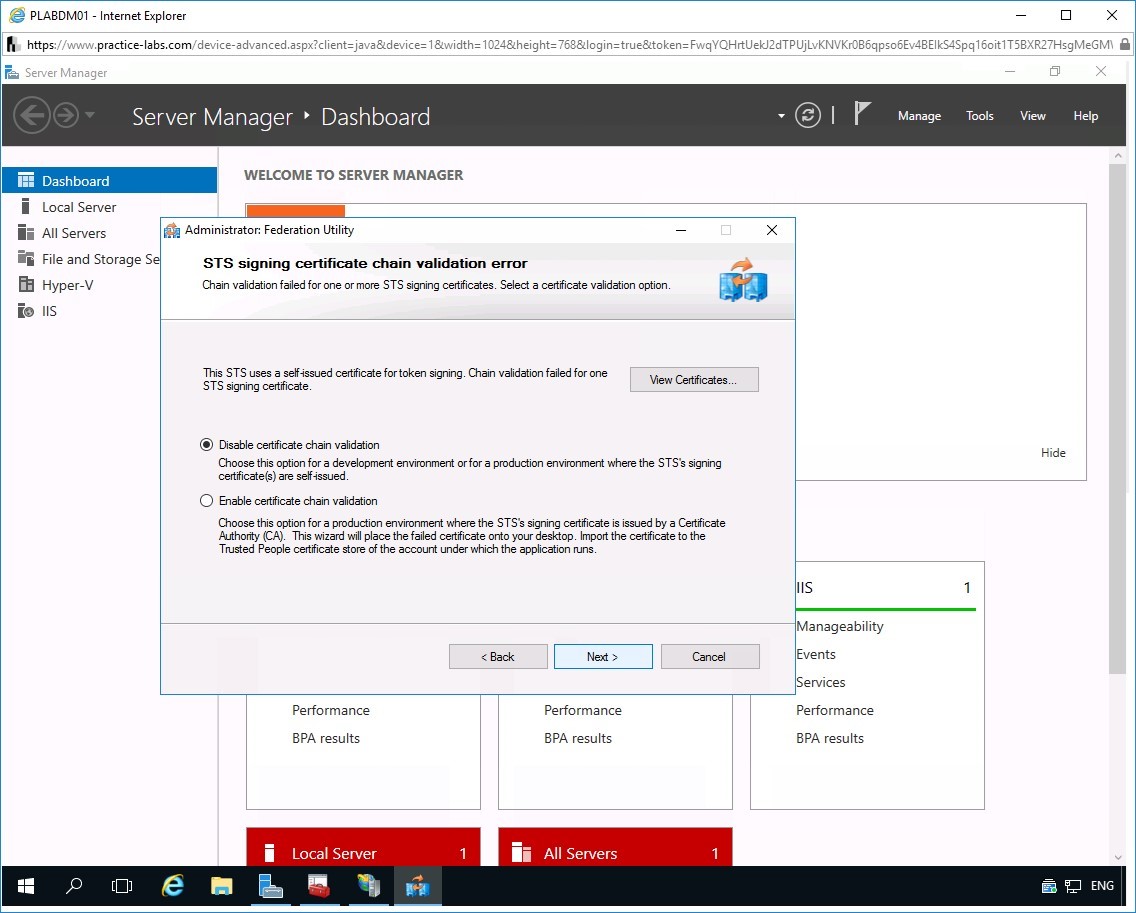 PLABDM01 - Internet Explorer
https://www.practice-labs.com/device-advanced.aspx?client=java&device=1&width=1024&height=768&login=true&token=FwqYQHrtUekJ2dTPUjLvKNVKr0B6qpso6Ev4BEIkS4Spq16oit1T5BXR27HsgMeGM
Server Manager
Server Manager ‣ Dashboard
Manage Tools View Help
Dashboard
Local Server
All Servers
File and Storage Se
Hyper-V
IIS
WELCOME TO SERVER MANAGER
Administrator: Federation Utility
STS signing certificate chain validation error
Chain validation failed for one or more STS signing certificates. Select a certificate validation option.
This STS uses a self-issued certificate for token signing. Chain validation failed for one
STS signing certificate.
View Certificates...
Disable certificate chain validation
Choose this option for a development environment or for a production environment where the STS's signing
certificate(s) are self-issued.
Enable certificate chain validation
Choose this option for a production environment where the STS's signing certificate is issued by a Certificate
Authority (CA). This wizard will place the failed certificate onto your desktop. Import the certificate to the
Trusted People certificate store of the account under which the application runs.
< Back Next > Cancel
Hide
IIS 1
Manageability
Events
Services
Performance
BPA results
Performance
BPA results
Performance
BPA results
Local Server 1
All Servers 1
ENG